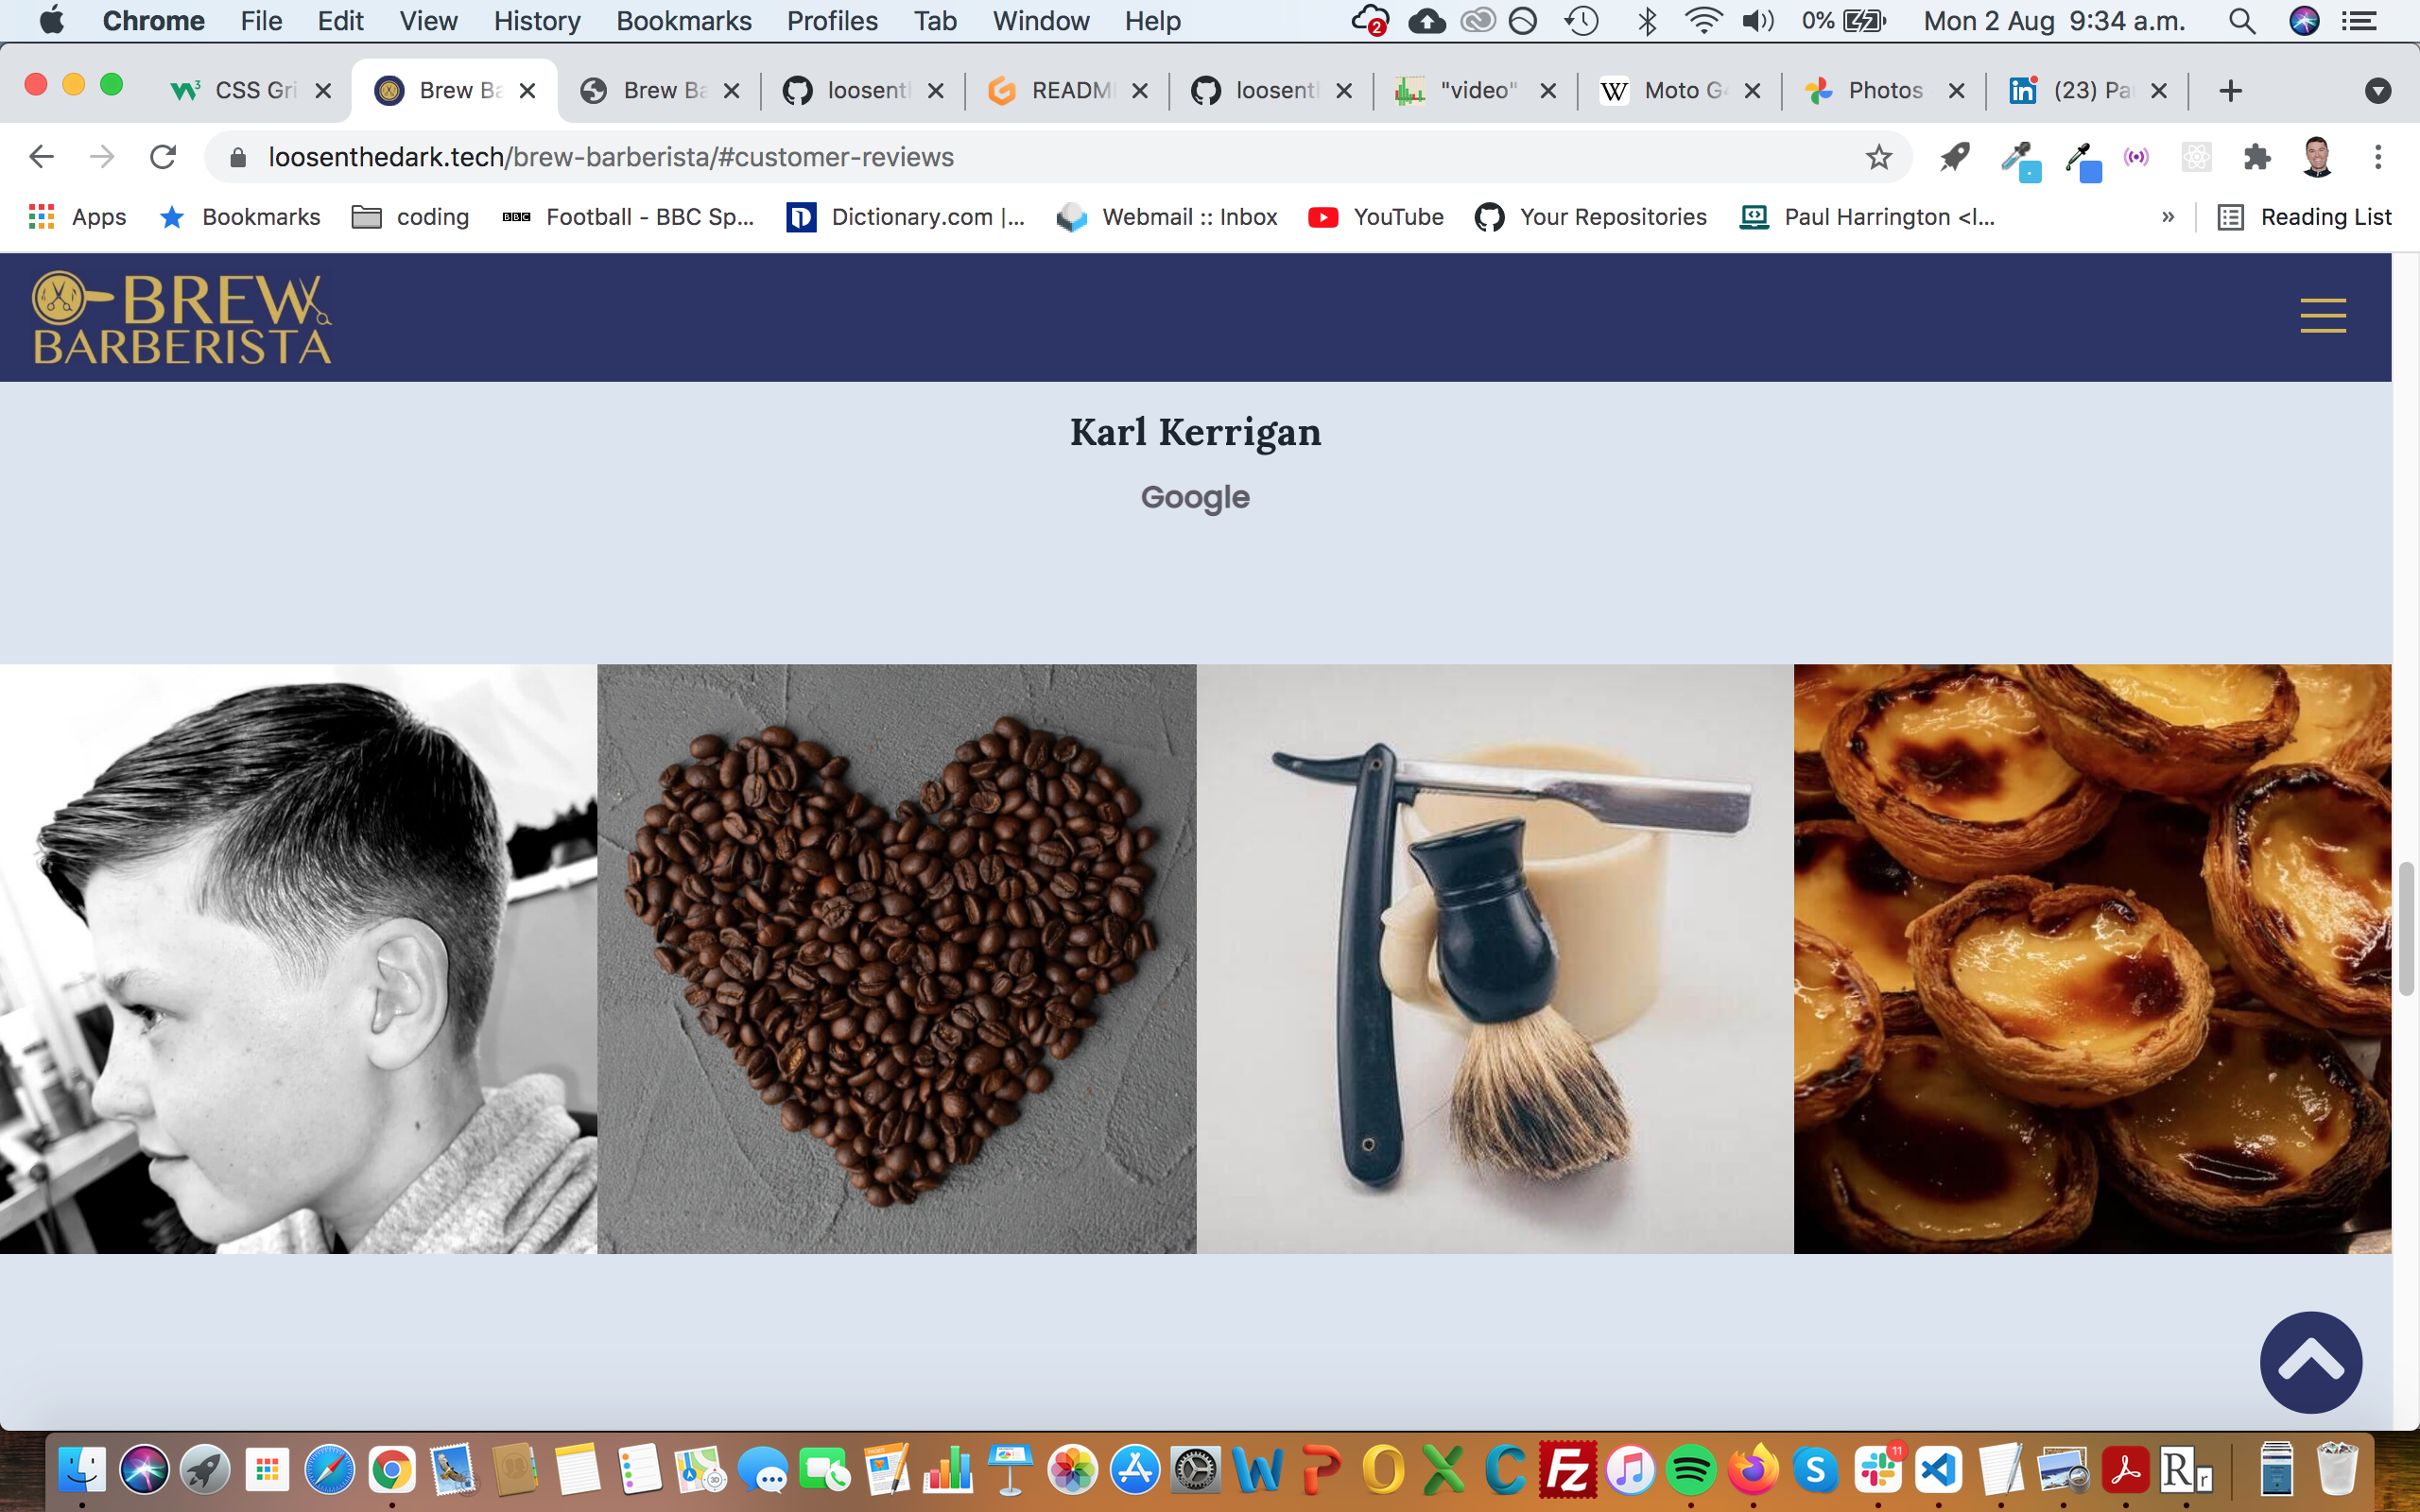 Chrome File Edit View History Bookmarks Profiles Tab Window Help 2 0% Mon 2 Aug 9:34 a.m.
CSS Gri Brew Ba Brew Ba loosent READM loosent "video" Moto G Photos (23) Pa
loosenthedark.tech/brew-barberista/#customer-reviews
Apps Bookmarks coding BBC Football - BBC Sp... Dictionary.com |... Webmail :: Inbox YouTube Your Repositories Paul Harrington <l... » Reading List
BREW
BARBERISTA
Karl Kerrigan
Google
11